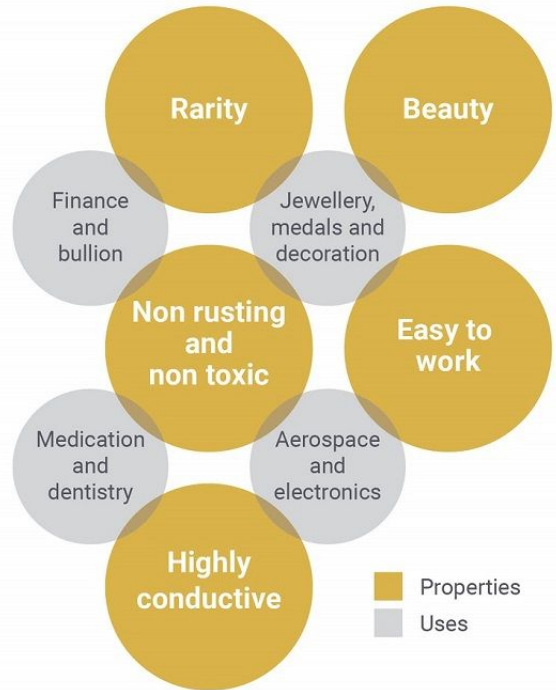 Rarity
Beauty
Finance
and
bullion
Jewellery,
medals and
decoration
Non rusting
and
non toxic
Easy to
work
Medication
and
dentistry
Aerospace
and
electronics
Highly
conductive
Properties
Uses